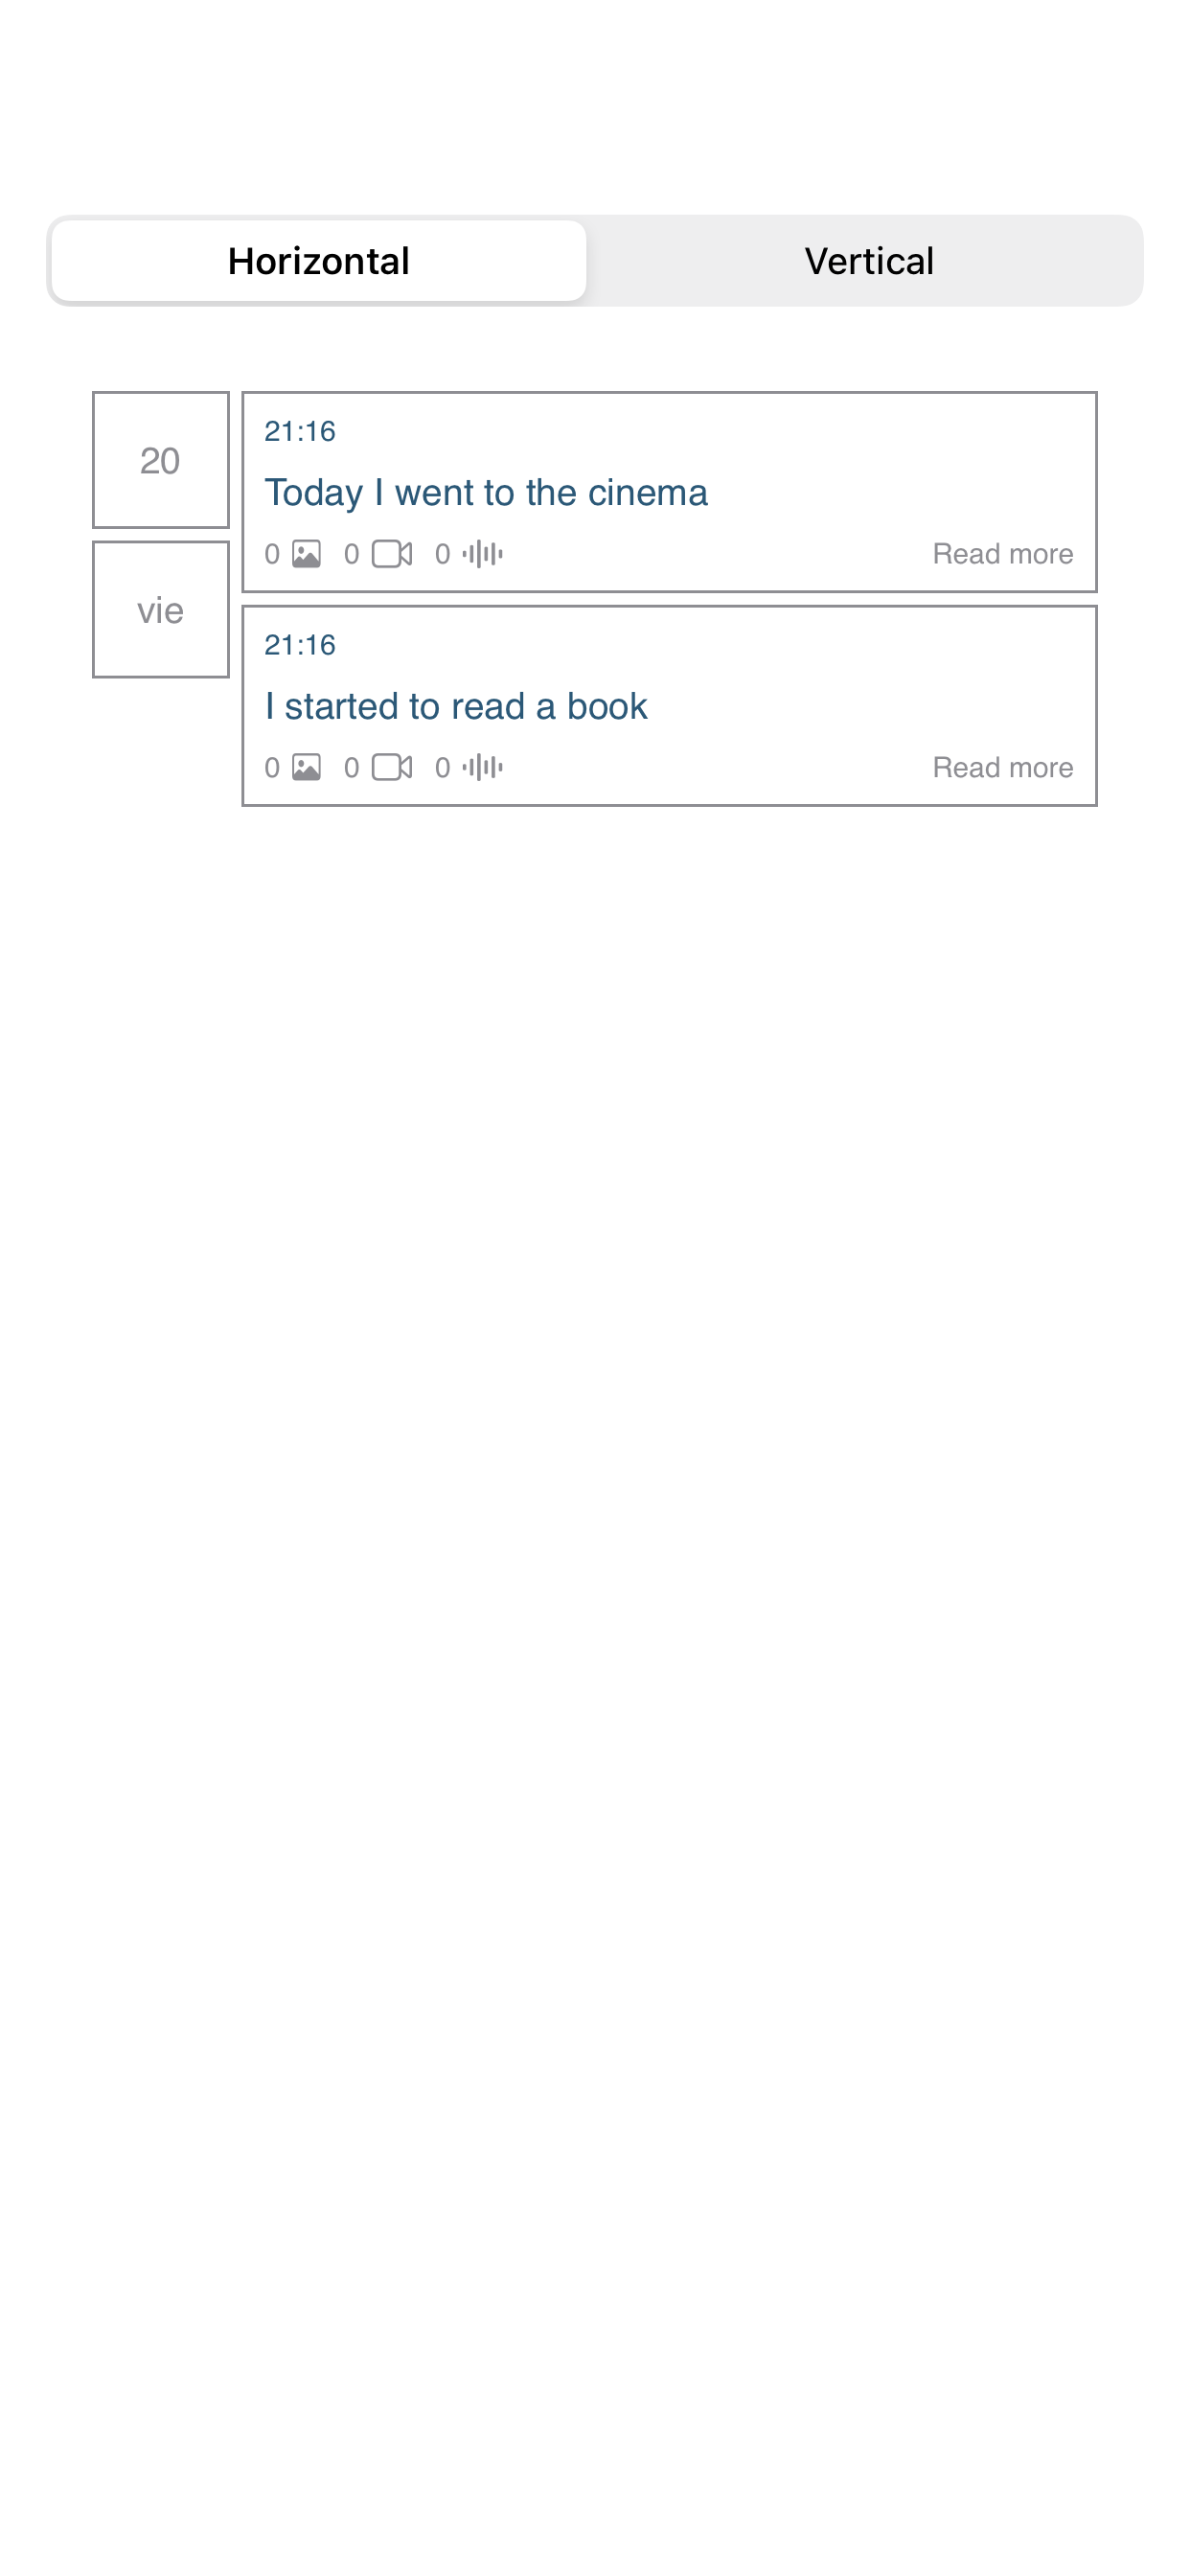 Horizontal Vertical
20
vie
21:16
Today I went to the cinema
0 0 0 Read more
21:16
I started to read a book
0 0 0 Read more